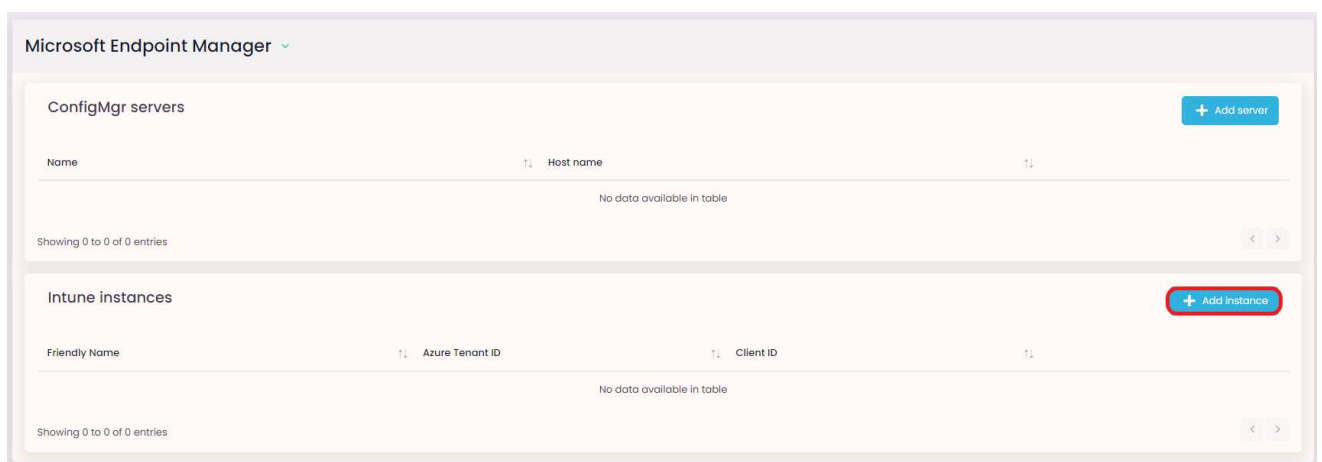 Microsoft Endpoint Manager
ConfigMgr servers
+ Add server
Name Host name
No data available in table
Showing 0 to 0 of 0 entries
Intune instances
+ Add instance
Friendly Name Azure Tenant ID Client ID
No data available in table
Showing 0 to 0 of 0 entries